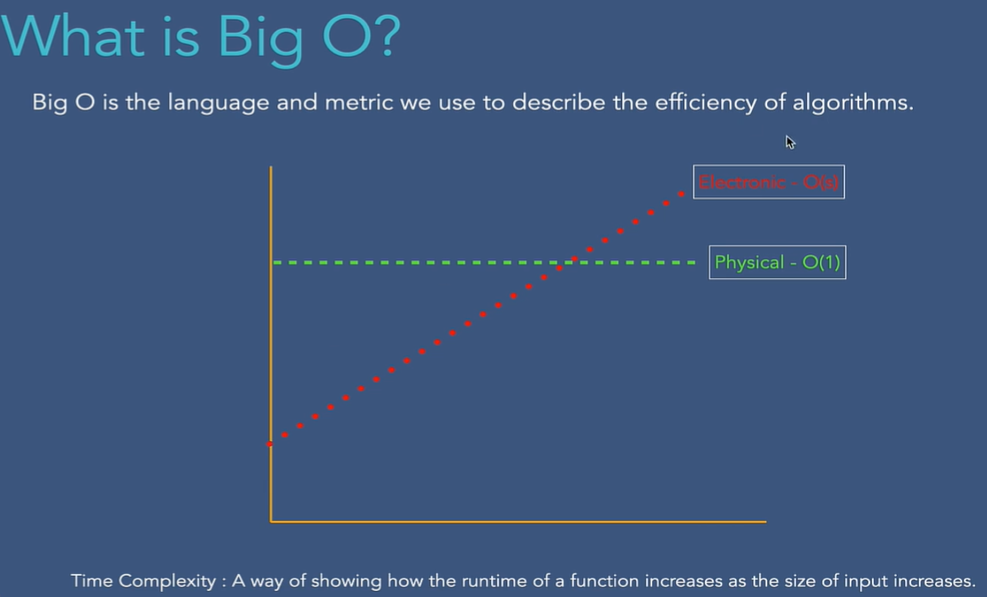 What is Big O?
Big O is the language and metric we use to describe the efficiency of algorithms.
Electronic - O(s)
Physical - O(1)
Time Complexity : A way of showing how the runtime of a function increases as the size of input increases.